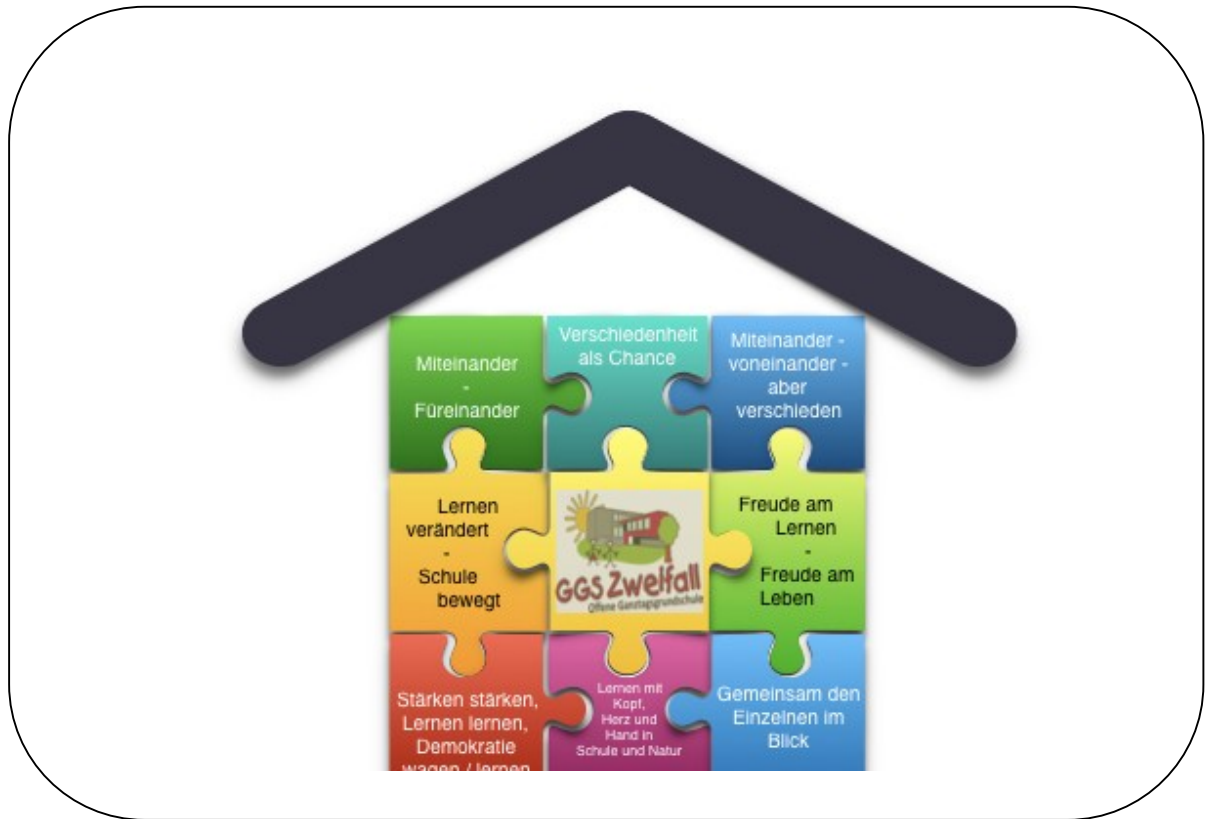 Miteinander
-
Füreinander
Verschiedenheit
als Chance
Miteinander -
voneinander -
aber
verschieden
Lernen
verändert
-
Schule
bewegt
GGS Zweifall
Offene Ganztagsgrundschule
Freude am
Lernen
-
Freude am
Leben
Stärken stärken,
Lernen lernen,
Demokratie
wagen / lernen
Lernen mit
Kopf,
Herz und
Hand in
Schule und Natur
Gemeinsam den
Einzelnen im
Blick